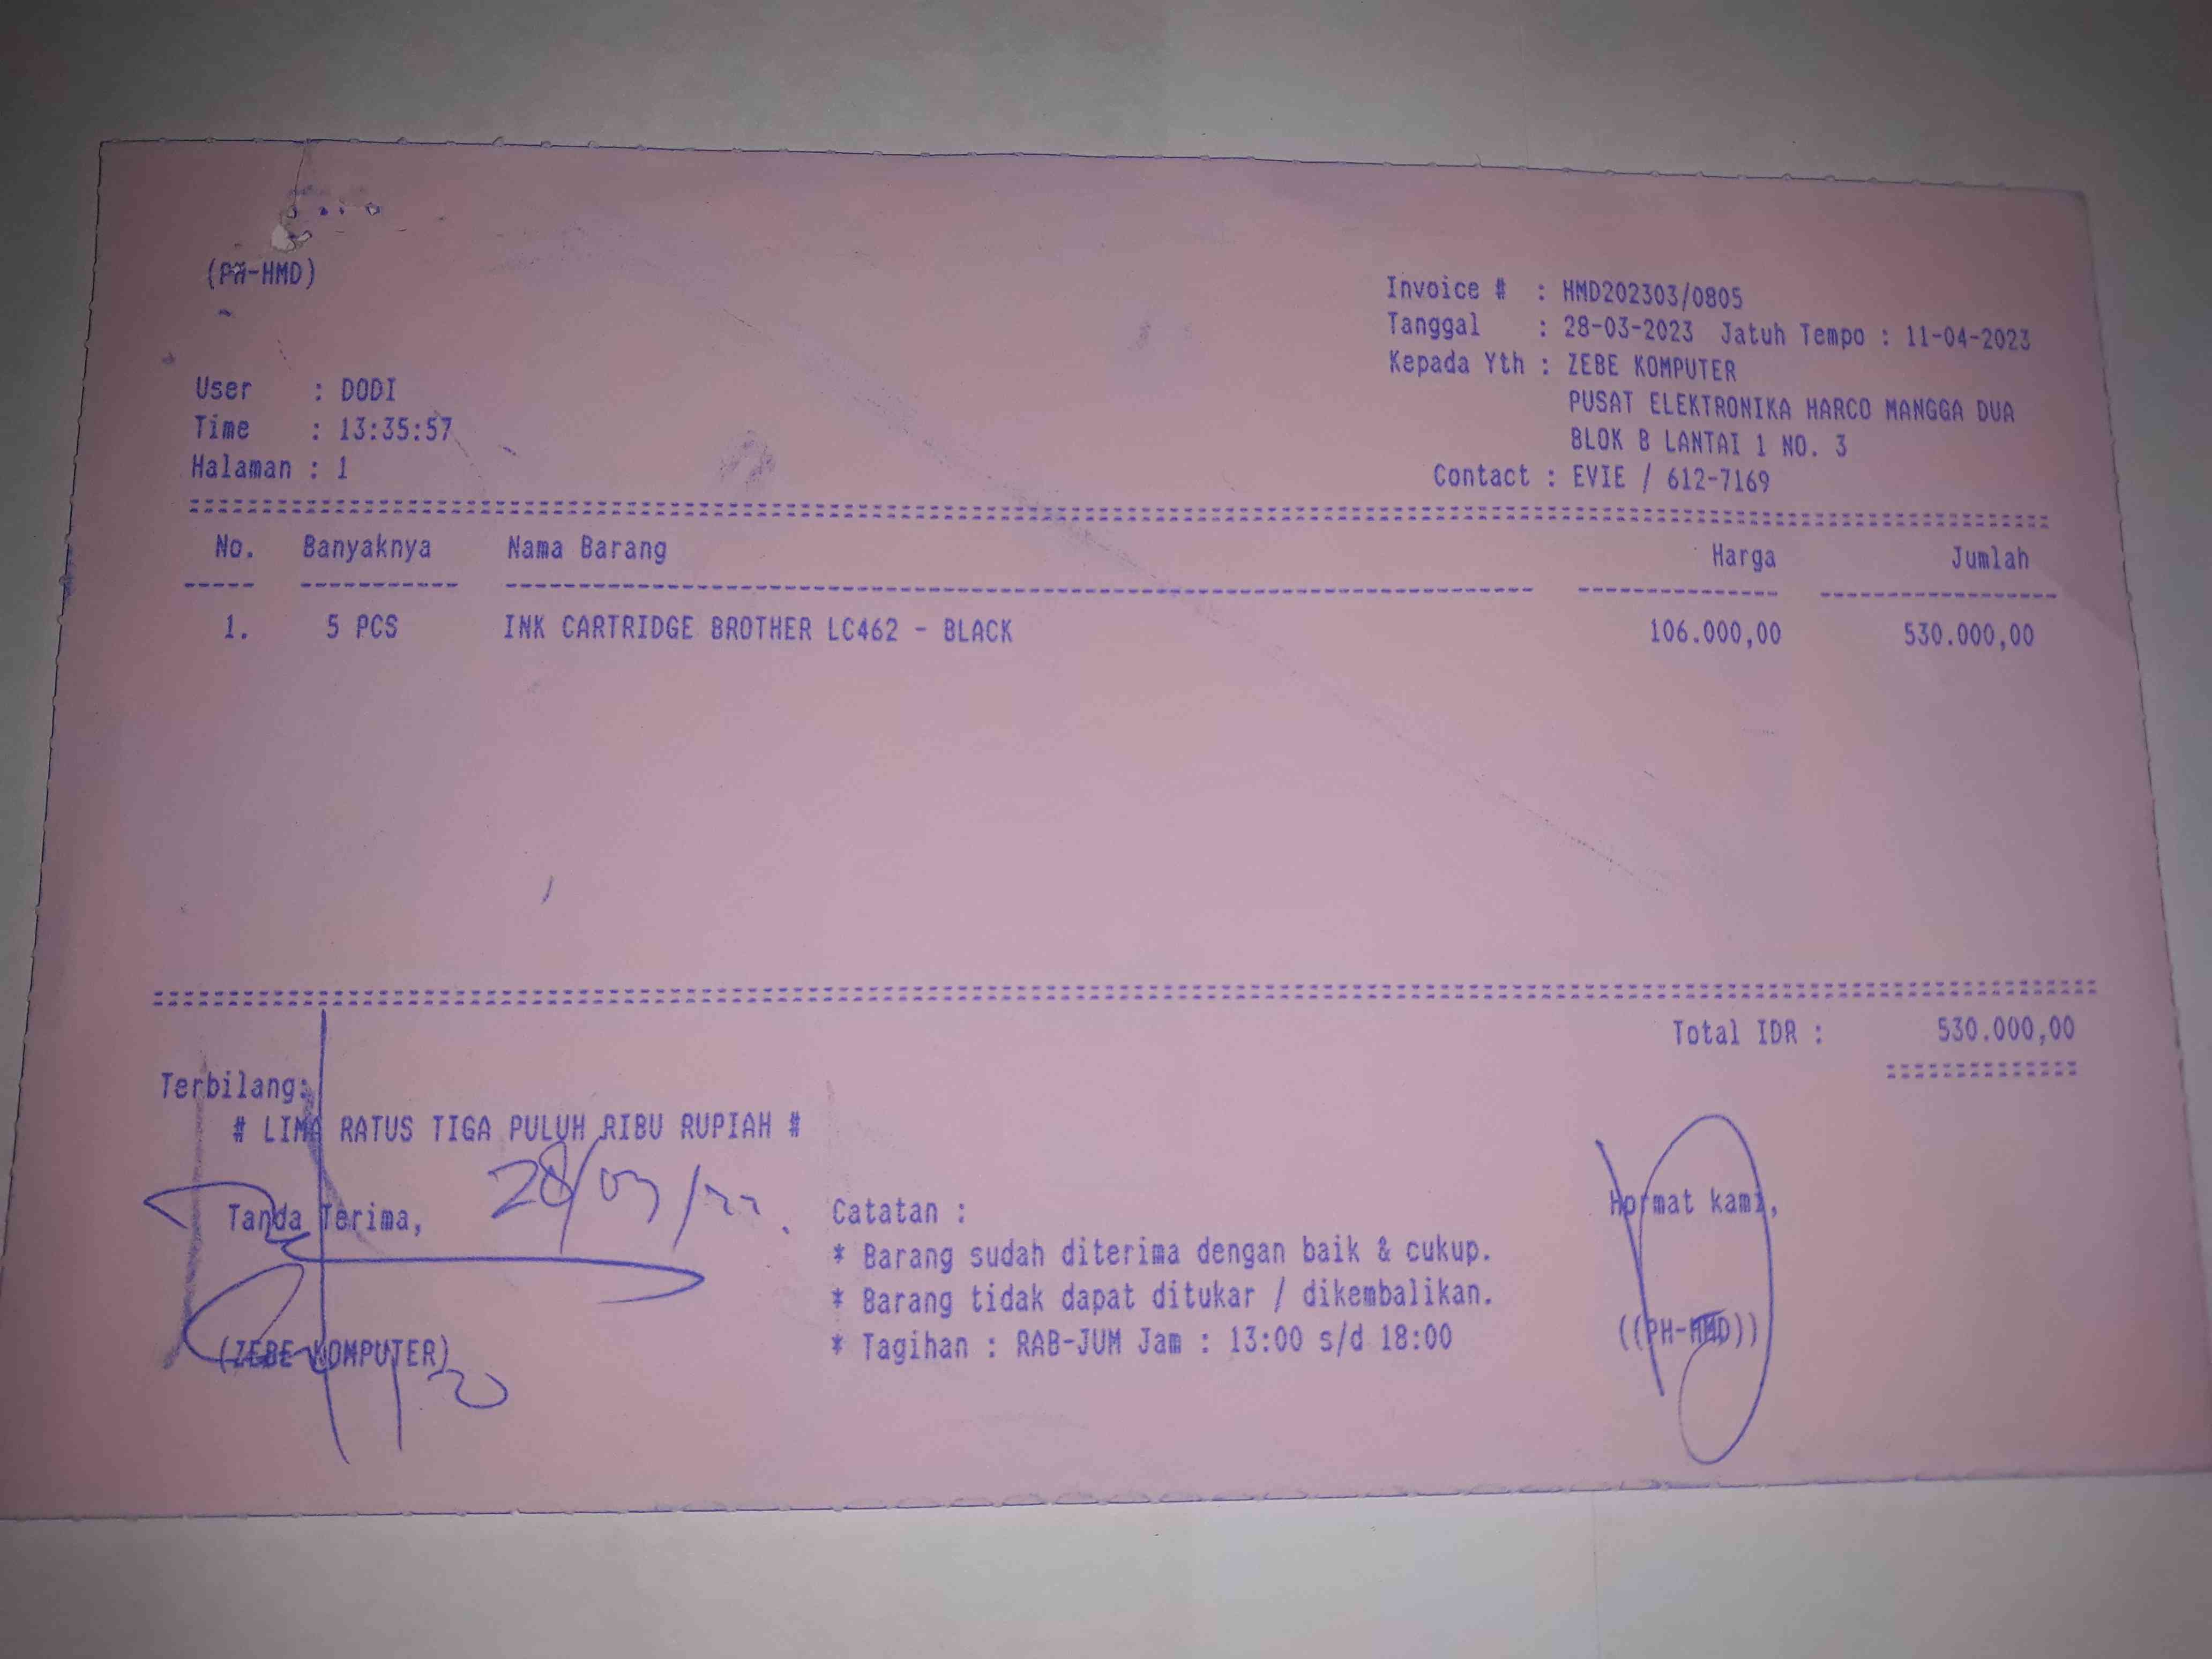 (PH-HMD)
Invoice # : HMD202303/0805
Tanggal : 28-03-2023 Jatuh Tempo : 11-04-2023
Kepada Yth : ZEBE KOMPUTER
PUSAT ELEKTRONIKA HARCO MANGGA DUA
BLOK B LANTAI 1 NO. 3
Contact : EVIE / 612-7169
User : DODI
Time : 13:35:57
Halaman : 1
No. Banyaknya Nama Barang Harga Jumlah
1. 5 PCS INK CARTRIDGE BROTHER LC462 - BLACK 106.000,00 530.000,00
Total IDR : 530.000,00
Terbilang:
# LIMA RATUS TIGA PULUH RIBU RUPIAH #
Tanda Terima,
28/03/
(ZEBE KOMPUTER)
Catatan :
* Barang sudah diterima dengan baik & cukup.
* Barang tidak dapat ditukar / dikembalikan.
* Tagihan : RAB-JUM Jam : 13:00 s/d 18:00
Hormat kami,
((PH-HMD))